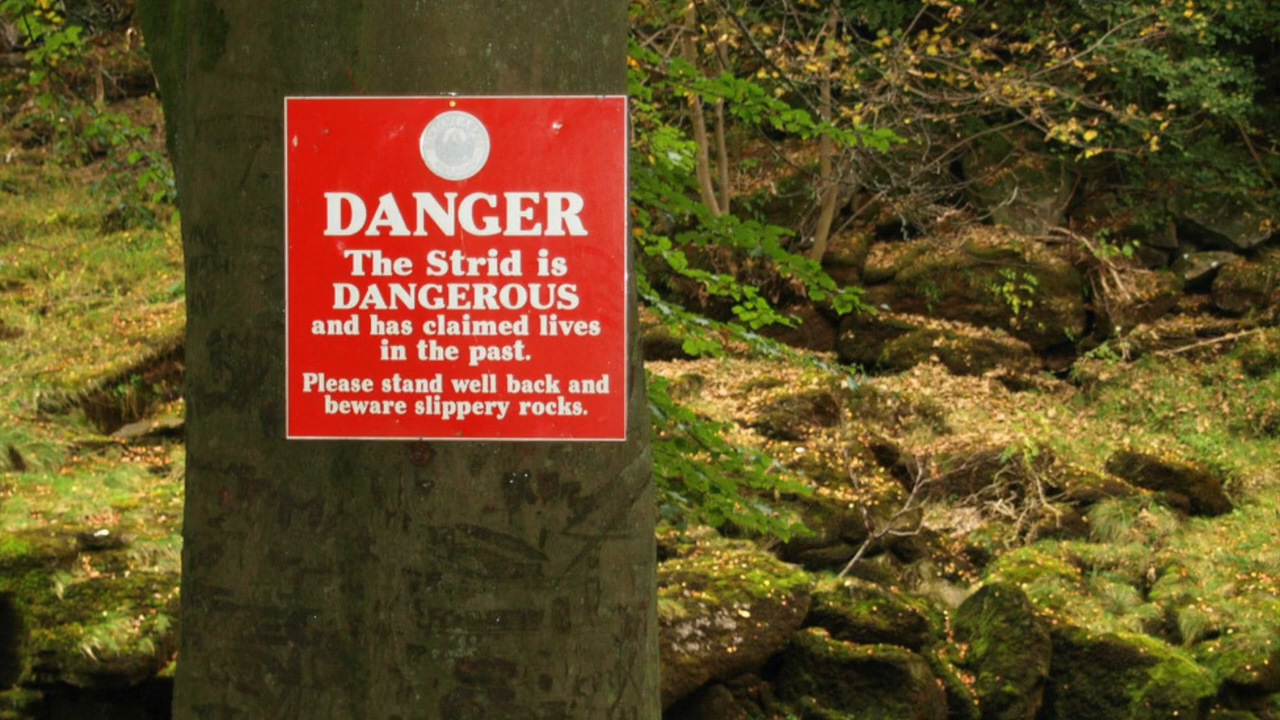 DANGER
The Strid is
DANGEROUS
and has claimed lives
in the past.
Please stand well back and
beware slippery rocks.